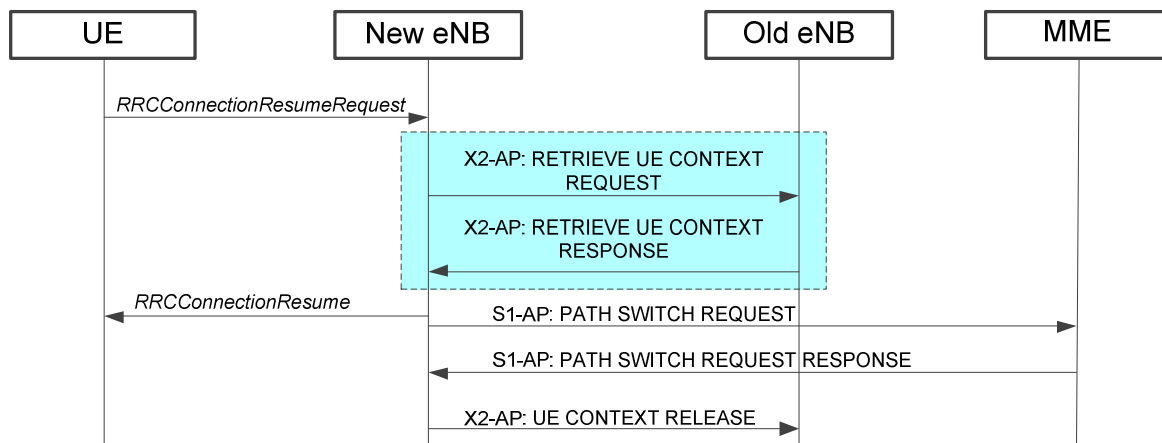 UE
New eNB
Old eNB
MME
RRCConnectionResumeRequest
X2-AP: RETRIEVE UE CONTEXT
REQUEST
X2-AP: RETRIEVE UE CONTEXT
RESPONSE
RRCConnectionResume
S1-AP: PATH SWITCH REQUEST
S1-AP: PATH SWITCH REQUEST RESPONSE
X2-AP: UE CONTEXT RELEASE